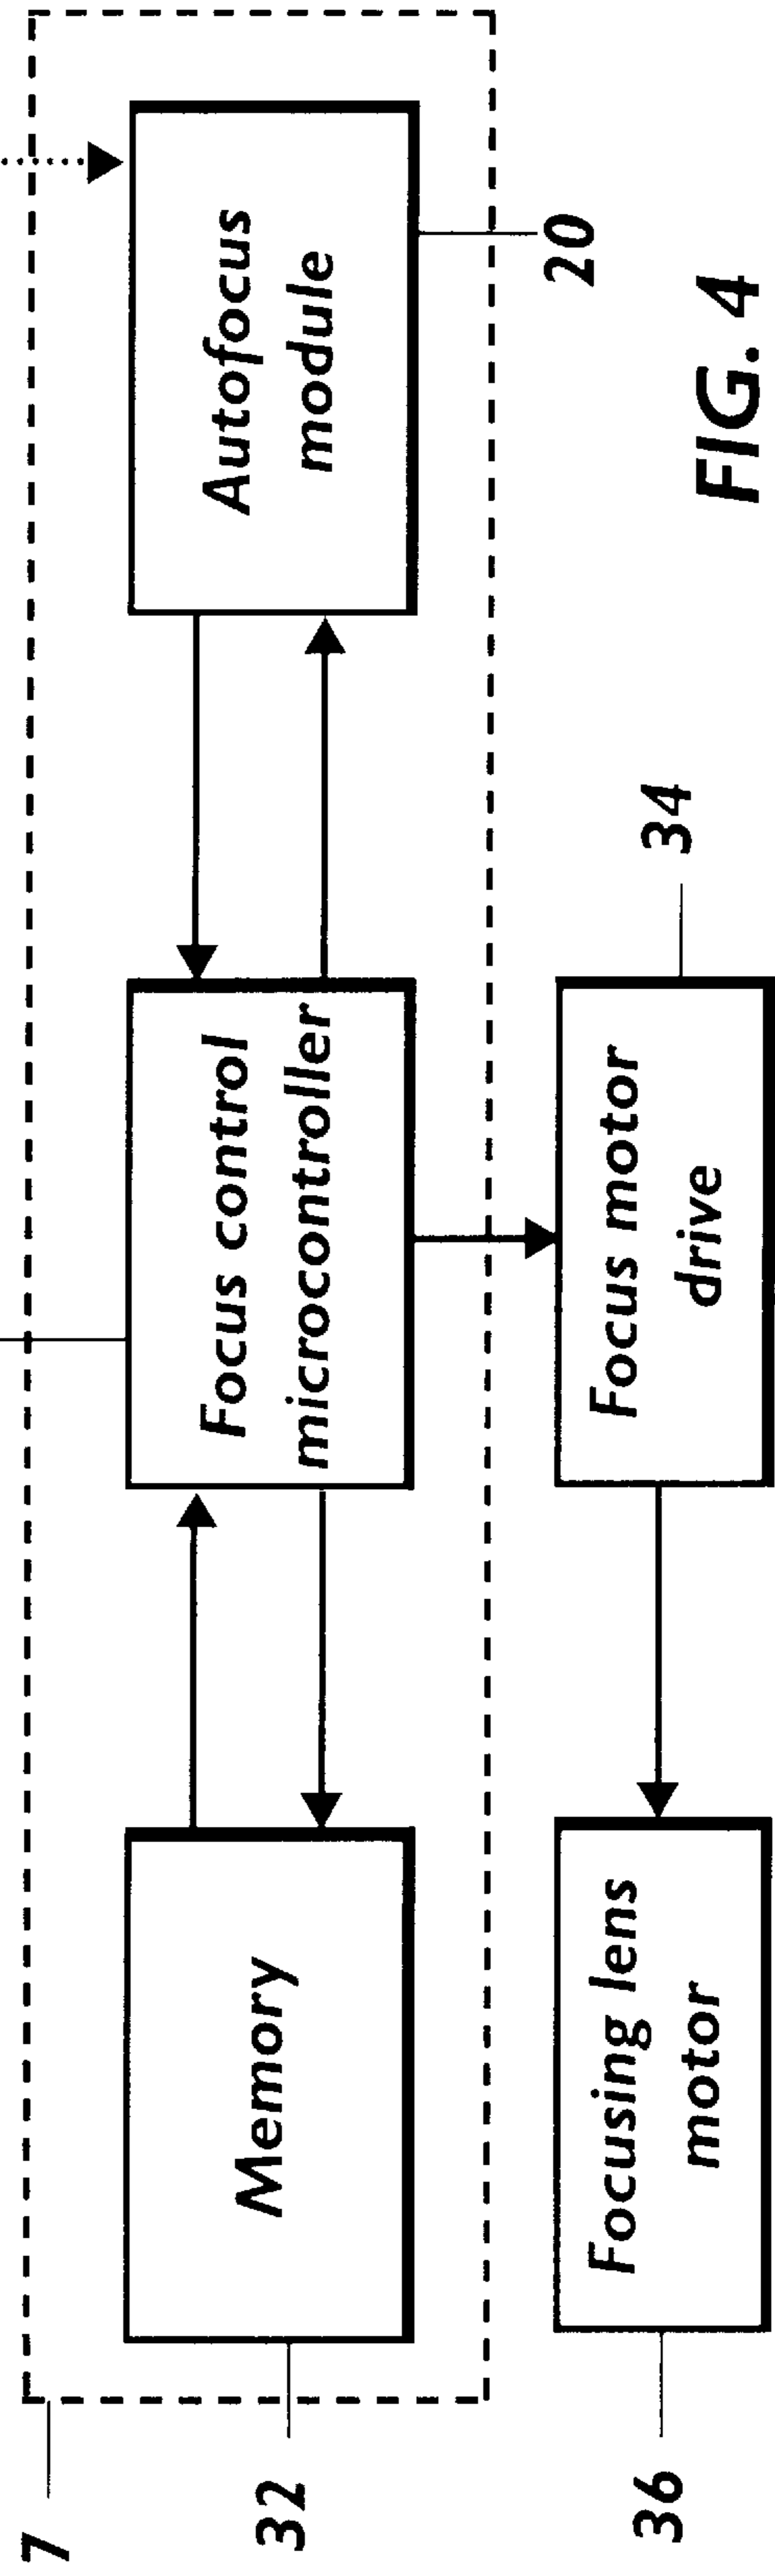 7
32
Memory
Focus control
microcontroller
Autofocus
module
20
36
Focusing lens
motor
Focus motor
drive
34
FIG. 4